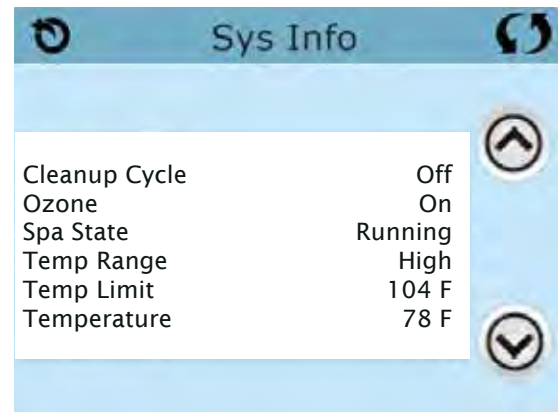 Sys Info
Cleanup Cycle Off
Ozone On
Spa State Running
Temp Range High
Temp Limit 104 F
Temperature 78 F